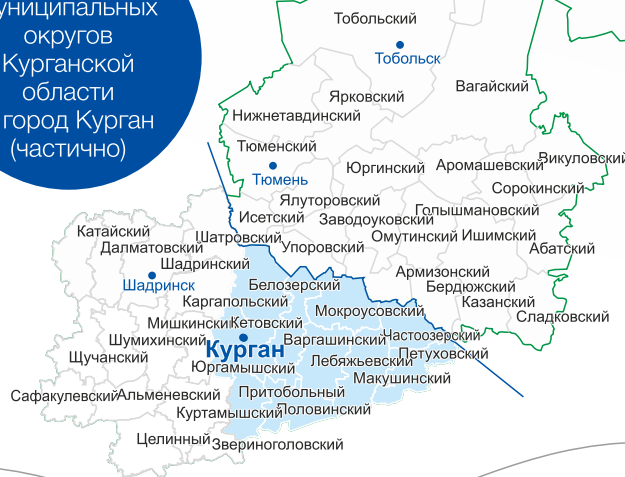 округов
Курганской
области
город Курган
(частично)
Тобольский
Тобольск
Вагайский
Ярковский
Нижнетавдинский
Тюменский
Викуловский
Юргинский
Аромашевский
Тюмень
Сорокинский
Ялуторовский
Исетский
Заводоуковский
Голышмановский
Катайский
Шатровский
Упоровский
Омутинский
Ишимский
Абатский
Далматовский
Шадринский
Армизонский
Шадринск
Белозерский
Бердюжский
Каргапольский
Казанский
Мокроусовский
Сладковский
Мишкинский
Кетовский
Шумихинский
Варгашинский
Частоозерский
Курган
Щучанский
Петуховский
Лебяжьевский
Юргамышский
Макушинский
Сафакулевский
Альменевский
Притобольный
Куртамышский
Половинский
Целинный
Звериноголовский